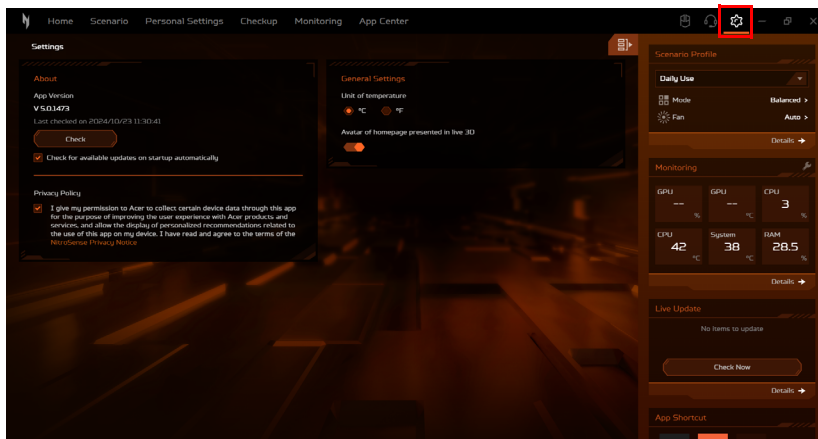 Home Scenario Personal Settings Checkup Monitoring App Center
Settings
About
App Version
V 5.0.1473
Last checked on 2024/10/23 11:30:41
Check
Check for available updates on startup automatically
Privacy Policy
I give my permission to Acer to collect certain device data through this app
for the purpose of improving the user experience with Acer products and
services, and allow the display of personalized recommendations related to
the use of this app on my device. I have read and agree to the terms of the
NitroSense Privacy Notice
General Settings
Unit of temperature
°C °F
Avatar of homepage presented in live 3D
Scenario Profile
Daily Use
Mode Balanced >
Fan Auto >
Details
Monitoring
GPU GPU CPU
-- -- 3
% °C %
CPU System RAM
42 38 28.5
°C °C %
Details
Live Update
No Items to update
Check Now
Details
App Shortcut